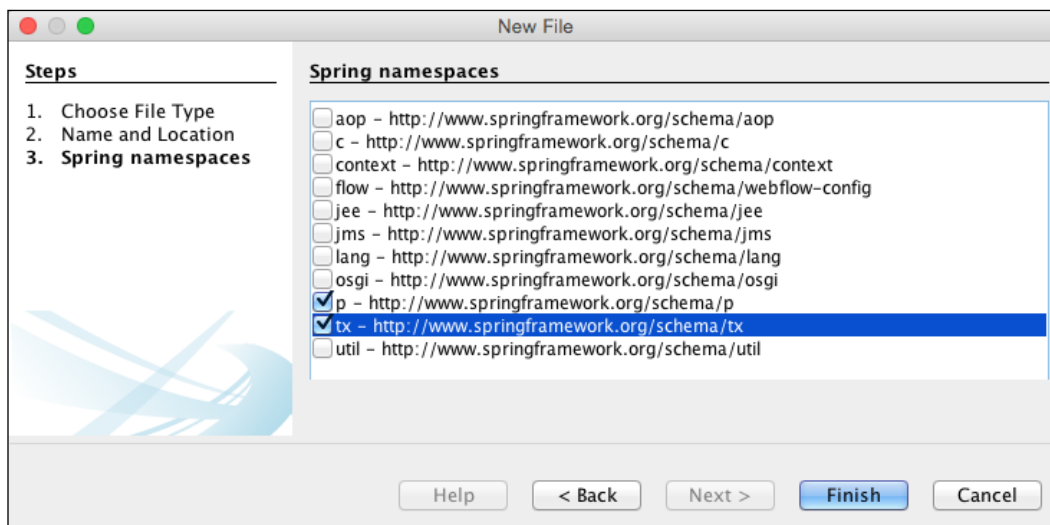 New File
Steps
1. Choose File Type
2. Name and Location
3. Spring namespaces
Spring namespaces
aop – http://www.springframework.org/schema/aop
c – http://www.springframework.org/schema/c
context – http://www.springframework.org/schema/context
flow – http://www.springframework.org/schema/webflow-config
jee – http://www.springframework.org/schema/jee
jms – http://www.springframework.org/schema/jms
lang – http://www.springframework.org/schema/lang
osgi – http://www.springframework.org/schema/osgi
p – http://www.springframework.org/schema/p
tx – http://www.springframework.org/schema/tx
util – http://www.springframework.org/schema/util
Help
< Back
Next >
Finish
Cancel